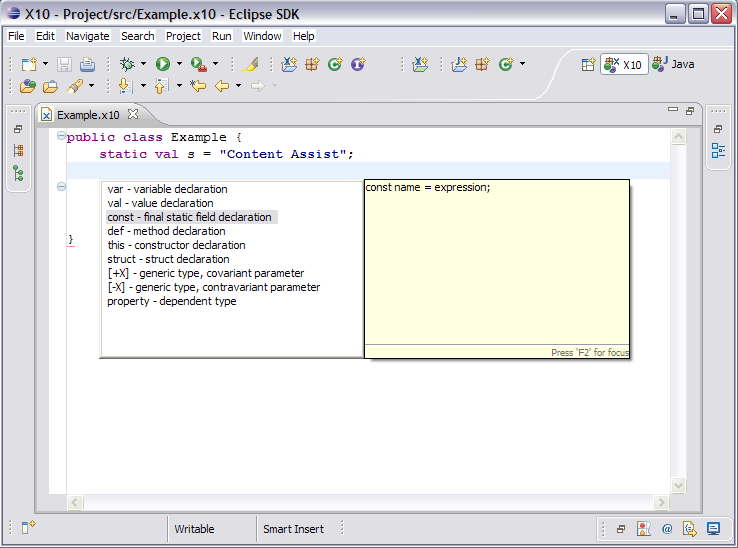 X10 - Project/src/Example.x10 - Eclipse SDK
File Edit Navigate Search Project Run Window Help
X10 Java
Example.x10
public class Example {
static val s = "Content Assist";
var - variable declaration
val - value declaration
const - final static field declaration
def - method declaration
this - constructor declaration
struct - struct declaration
[+X] - generic type, covariant parameter
[-X] - generic type, contravariant parameter
property - dependent type
const name = expression;
Press 'F2' for focus
}
Writable Smart Insert